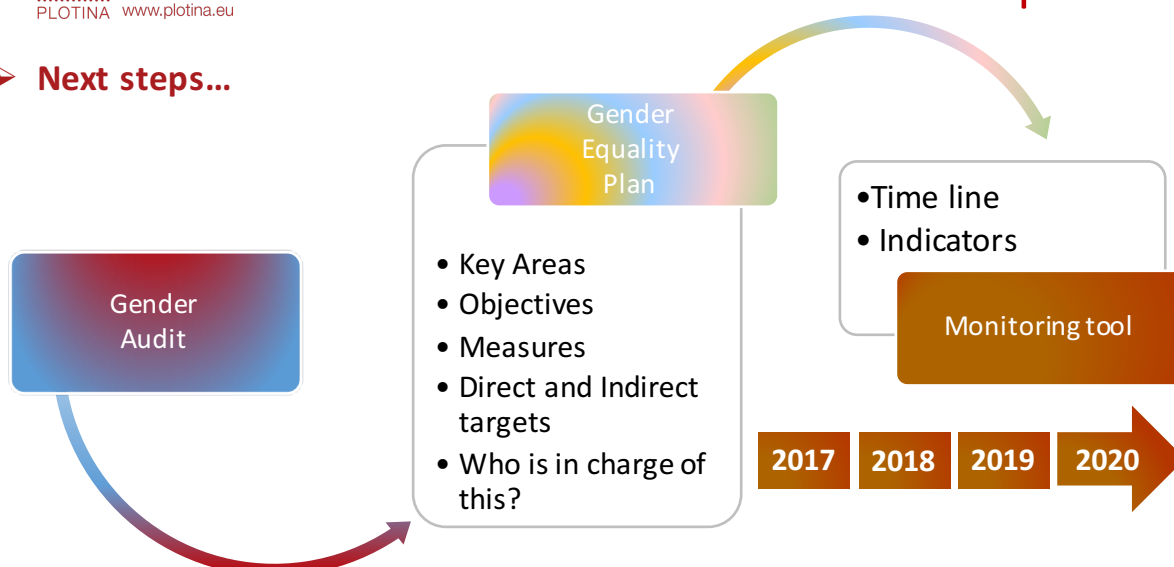 PLOTINA www.plotina.eu
➢ Next steps…
Gender
Equality
Plan
• Key Areas
• Objectives
• Measures
• Direct and Indirect
targets
• Who is in charge of
this?
Gender
Audit
•Time line
• Indicators
Monitoring tool
2017 2018 2019 2020